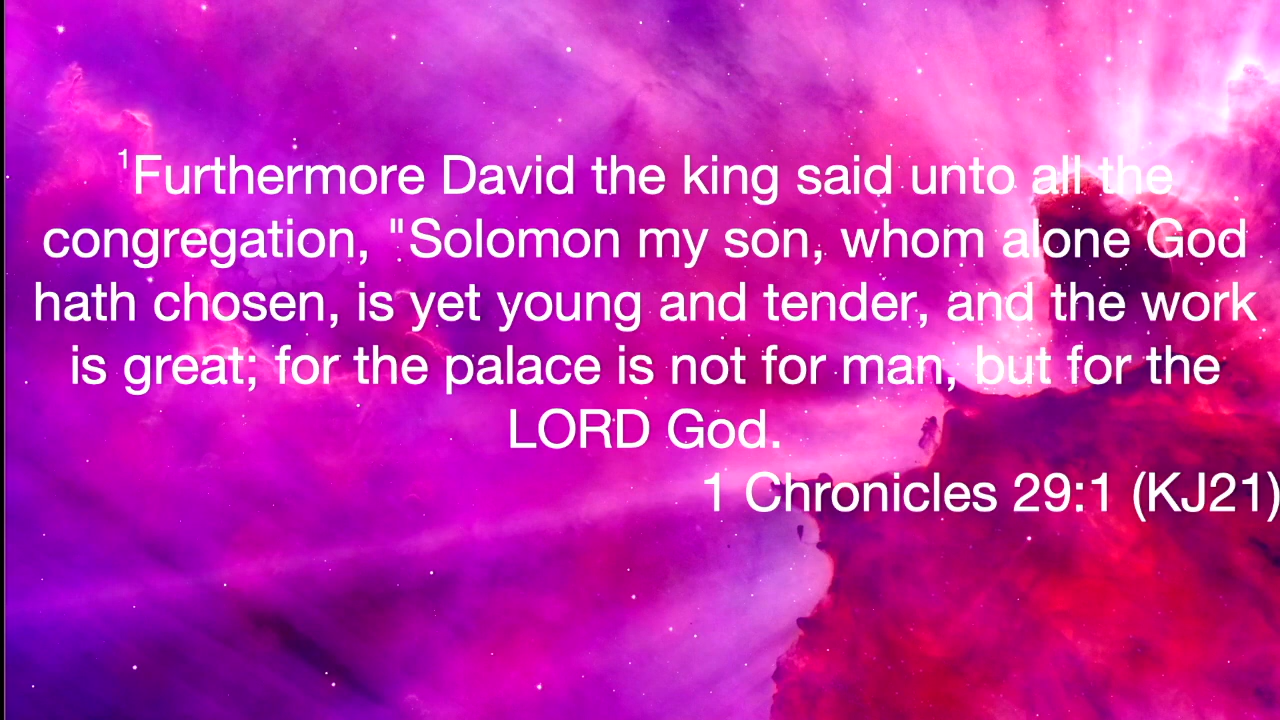 ¹Furthermore David the king said unto all the
congregation, "Solomon my son, whom alone God
hath chosen, is yet young and tender, and the work
is great; for the palace is not for man, but for the
LORD God.
1 Chronicles 29:1 (KJ21)